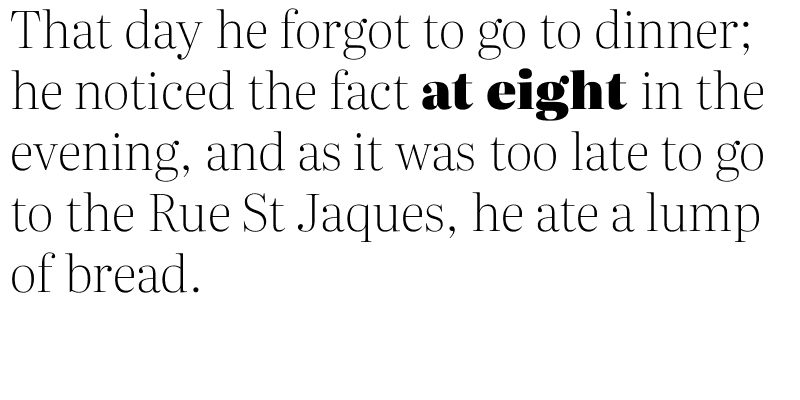 That day he forgot to go to dinner;
he noticed the fact at eight in the
evening, and as it was too late to go
to the Rue St Jaques, he ate a lump
of bread.